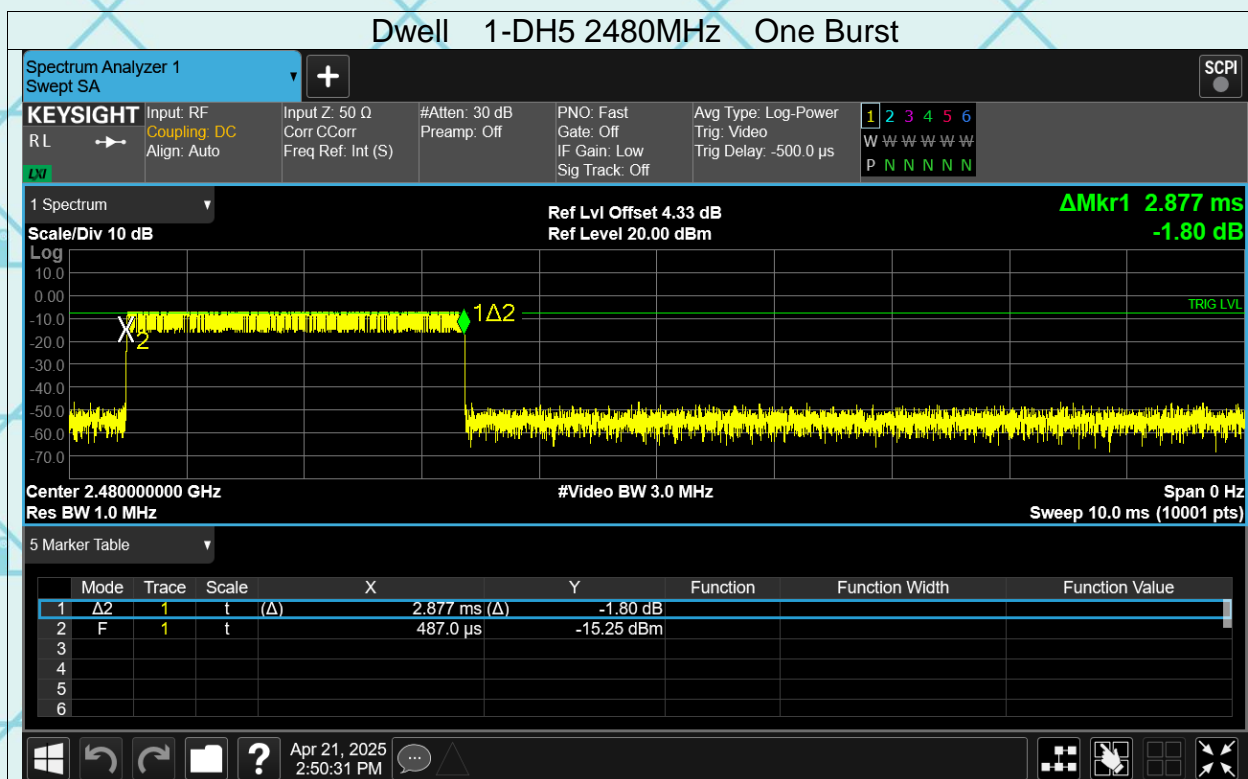 Dwell 1-DH5 2480MHz One Burst
Spectrum Analyzer 1
Swept SA
SCPI
KEYSIGHT
RL
LXI
Input: RF
Coupling: DC
Align: Auto
Input Z: 50 Ω
Corr CCorr
Freq Ref: Int (S)
#Atten: 30 dB
Preamp: Off
PNO: Fast
Gate: Off
IF Gain: Low
Sig Track: Off
Avg Type: Log-Power
Trig: Video
Trig Delay: -500.0 µs
1 2 3 4 5 6
W W W W W W
P N N N N N
1 Spectrum
Scale/Div 10 dB
Ref Lvl Offset 4.33 dB
Ref Level 20.00 dBm
ΔMkr1 2.877 ms
-1.80 dB
Log
10.0
0.00
-10.0
-20.0
-30.0
-40.0
-50.0
-60.0
-70.0
TRIG LVL
1Δ2
2
Center 2.480000000 GHz
#Video BW 3.0 MHz
Span 0 Hz
Res BW 1.0 MHz
Sweep 10.0 ms (10001 pts)
5 Marker Table
Mode Trace Scale X Y Function Function Width Function Value
1 Δ2 1 t (Δ) 2.877 ms (Δ) -1.80 dB
2 F 1 t 487.0 µs -15.25 dBm
3
4
5
6
?
Apr 21, 2025
2:50:31 PM